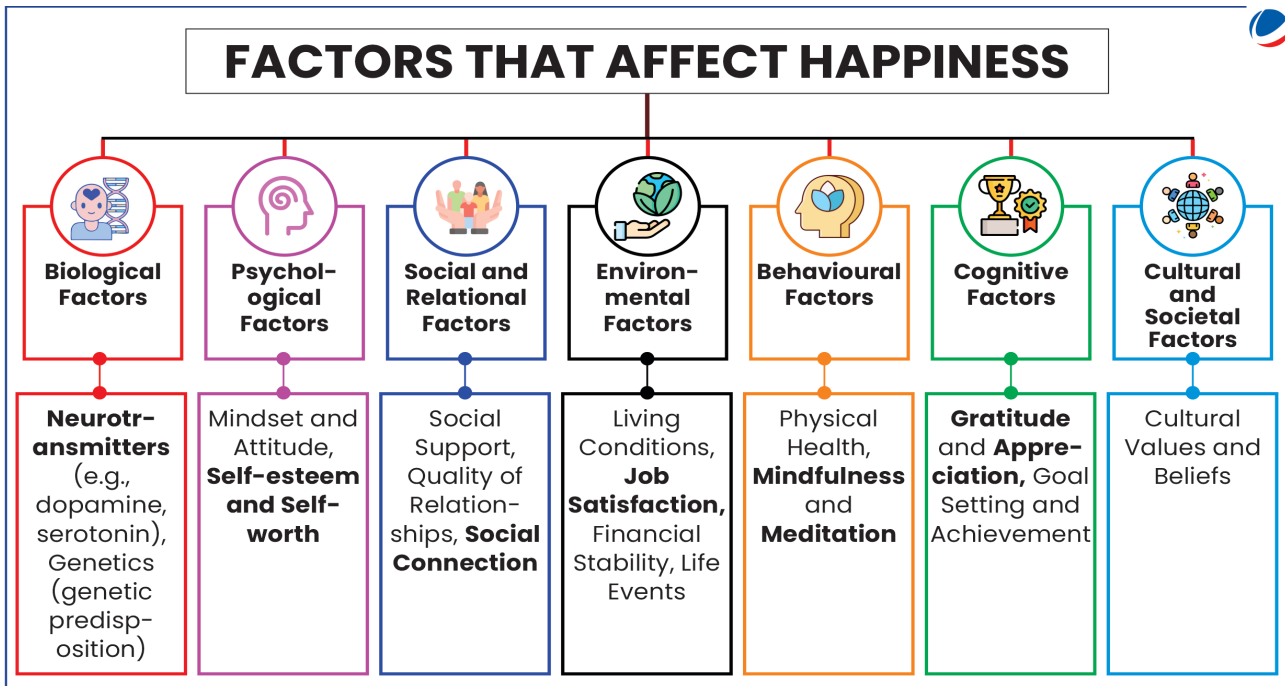 FACTORS THAT AFFECT HAPPINESS
Biological
Factors
Psychol-
ogical
Factors
Social and
Relational
Factors
Environ-
mental
Factors
Behavioural
Factors
Cognitive
Factors
Cultural
and
Societal
Factors
Neurotr-
ansmitters
(e.g.,
dopamine,
serotonin),
Genetics
(genetic
predisp-
osition)
Mindset and
Attitude,
Self-esteem
and Self-
worth
Social
Support,
Quality of
Relation-
ships, Social
Connection
Living
Conditions,
Job
Satisfaction,
Financial
Stability, Life
Events
Physical
Health,
Mindfulness
and
Meditation
Gratitude
and Appre-
ciation, Goal
Setting and
Achievement
Cultural
Values and
Beliefs